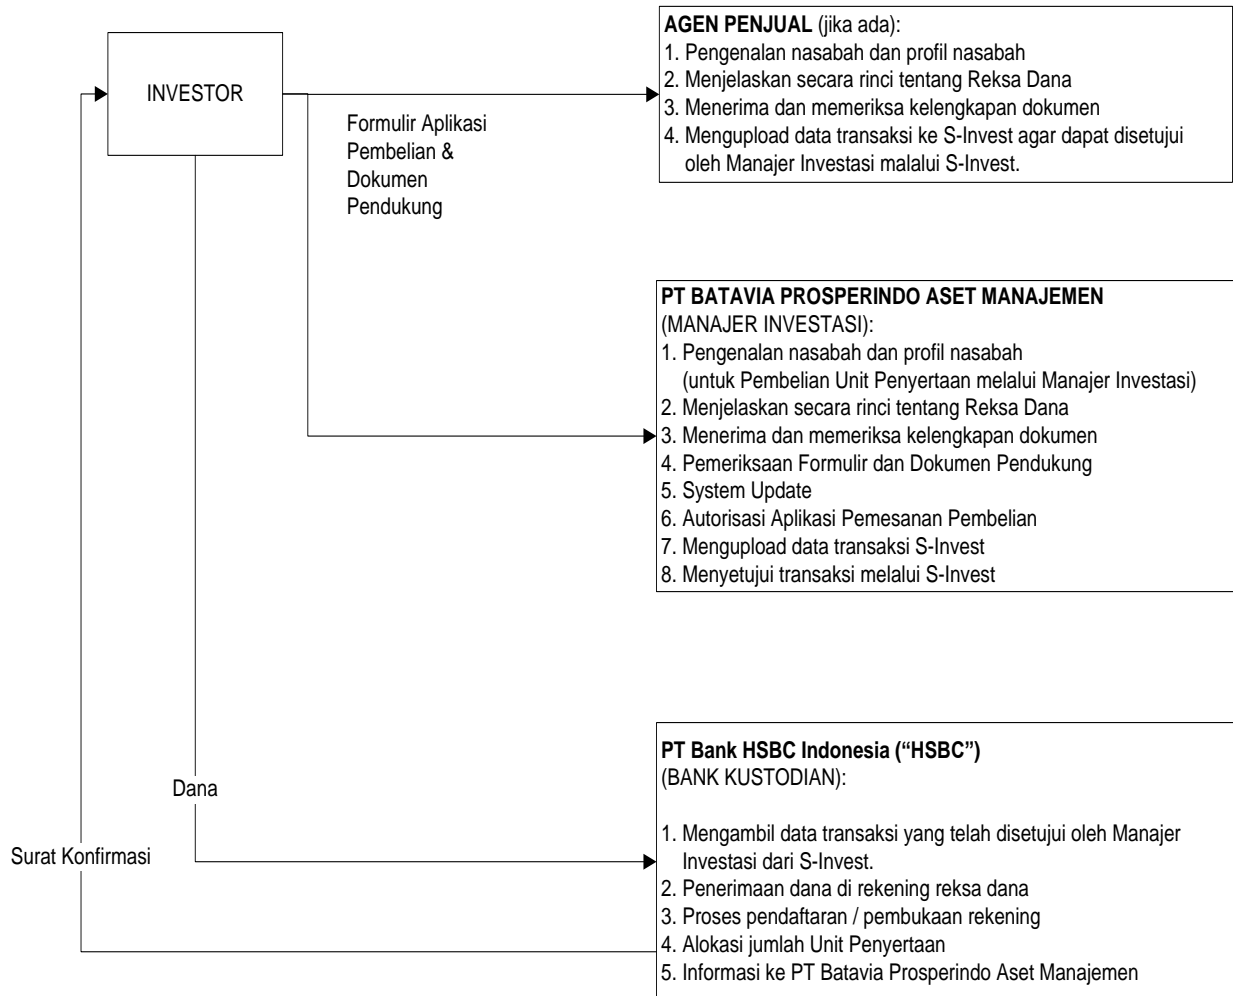 AGEN PENJUAL (jika ada):
1. Pengenalan nasabah dan profil nasabah
2. Menjelaskan secara rinci tentang Reksa Dana
3. Menerima dan memeriksa kelengkapan dokumen
4. Mengupload data transaksi ke S-Invest agar dapat disetujui
oleh Manajer Investasi malalui S-Invest.
INVESTOR
Formulir Aplikasi
Pembelian &
Dokumen
Pendukung
PT BATAVIA PROSPERINDO ASET MANAJEMEN
(MANAJER INVESTASI):
1. Pengenalan nasabah dan profil nasabah
(untuk Pembelian Unit Penyertaan melalui Manajer Investasi)
2. Menjelaskan secara rinci tentang Reksa Dana
3. Menerima dan memeriksa kelengkapan dokumen
4. Pemeriksaan Formulir dan Dokumen Pendukung
5. System Update
6. Autorisasi Aplikasi Pemesanan Pembelian
7. Mengupload data transaksi S-Invest
8. Menyetujui transaksi melalui S-Invest
Dana
Surat Konfirmasi
PT Bank HSBC Indonesia (“HSBC”)
(BANK KUSTODIAN):
1. Mengambil data transaksi yang telah disetujui oleh Manajer
Investasi dari S-Invest.
2. Penerimaan dana di rekening reksa dana
3. Proses pendaftaran / pembukaan rekening
4. Alokasi jumlah Unit Penyertaan
5. Informasi ke PT Batavia Prosperindo Aset Manajemen